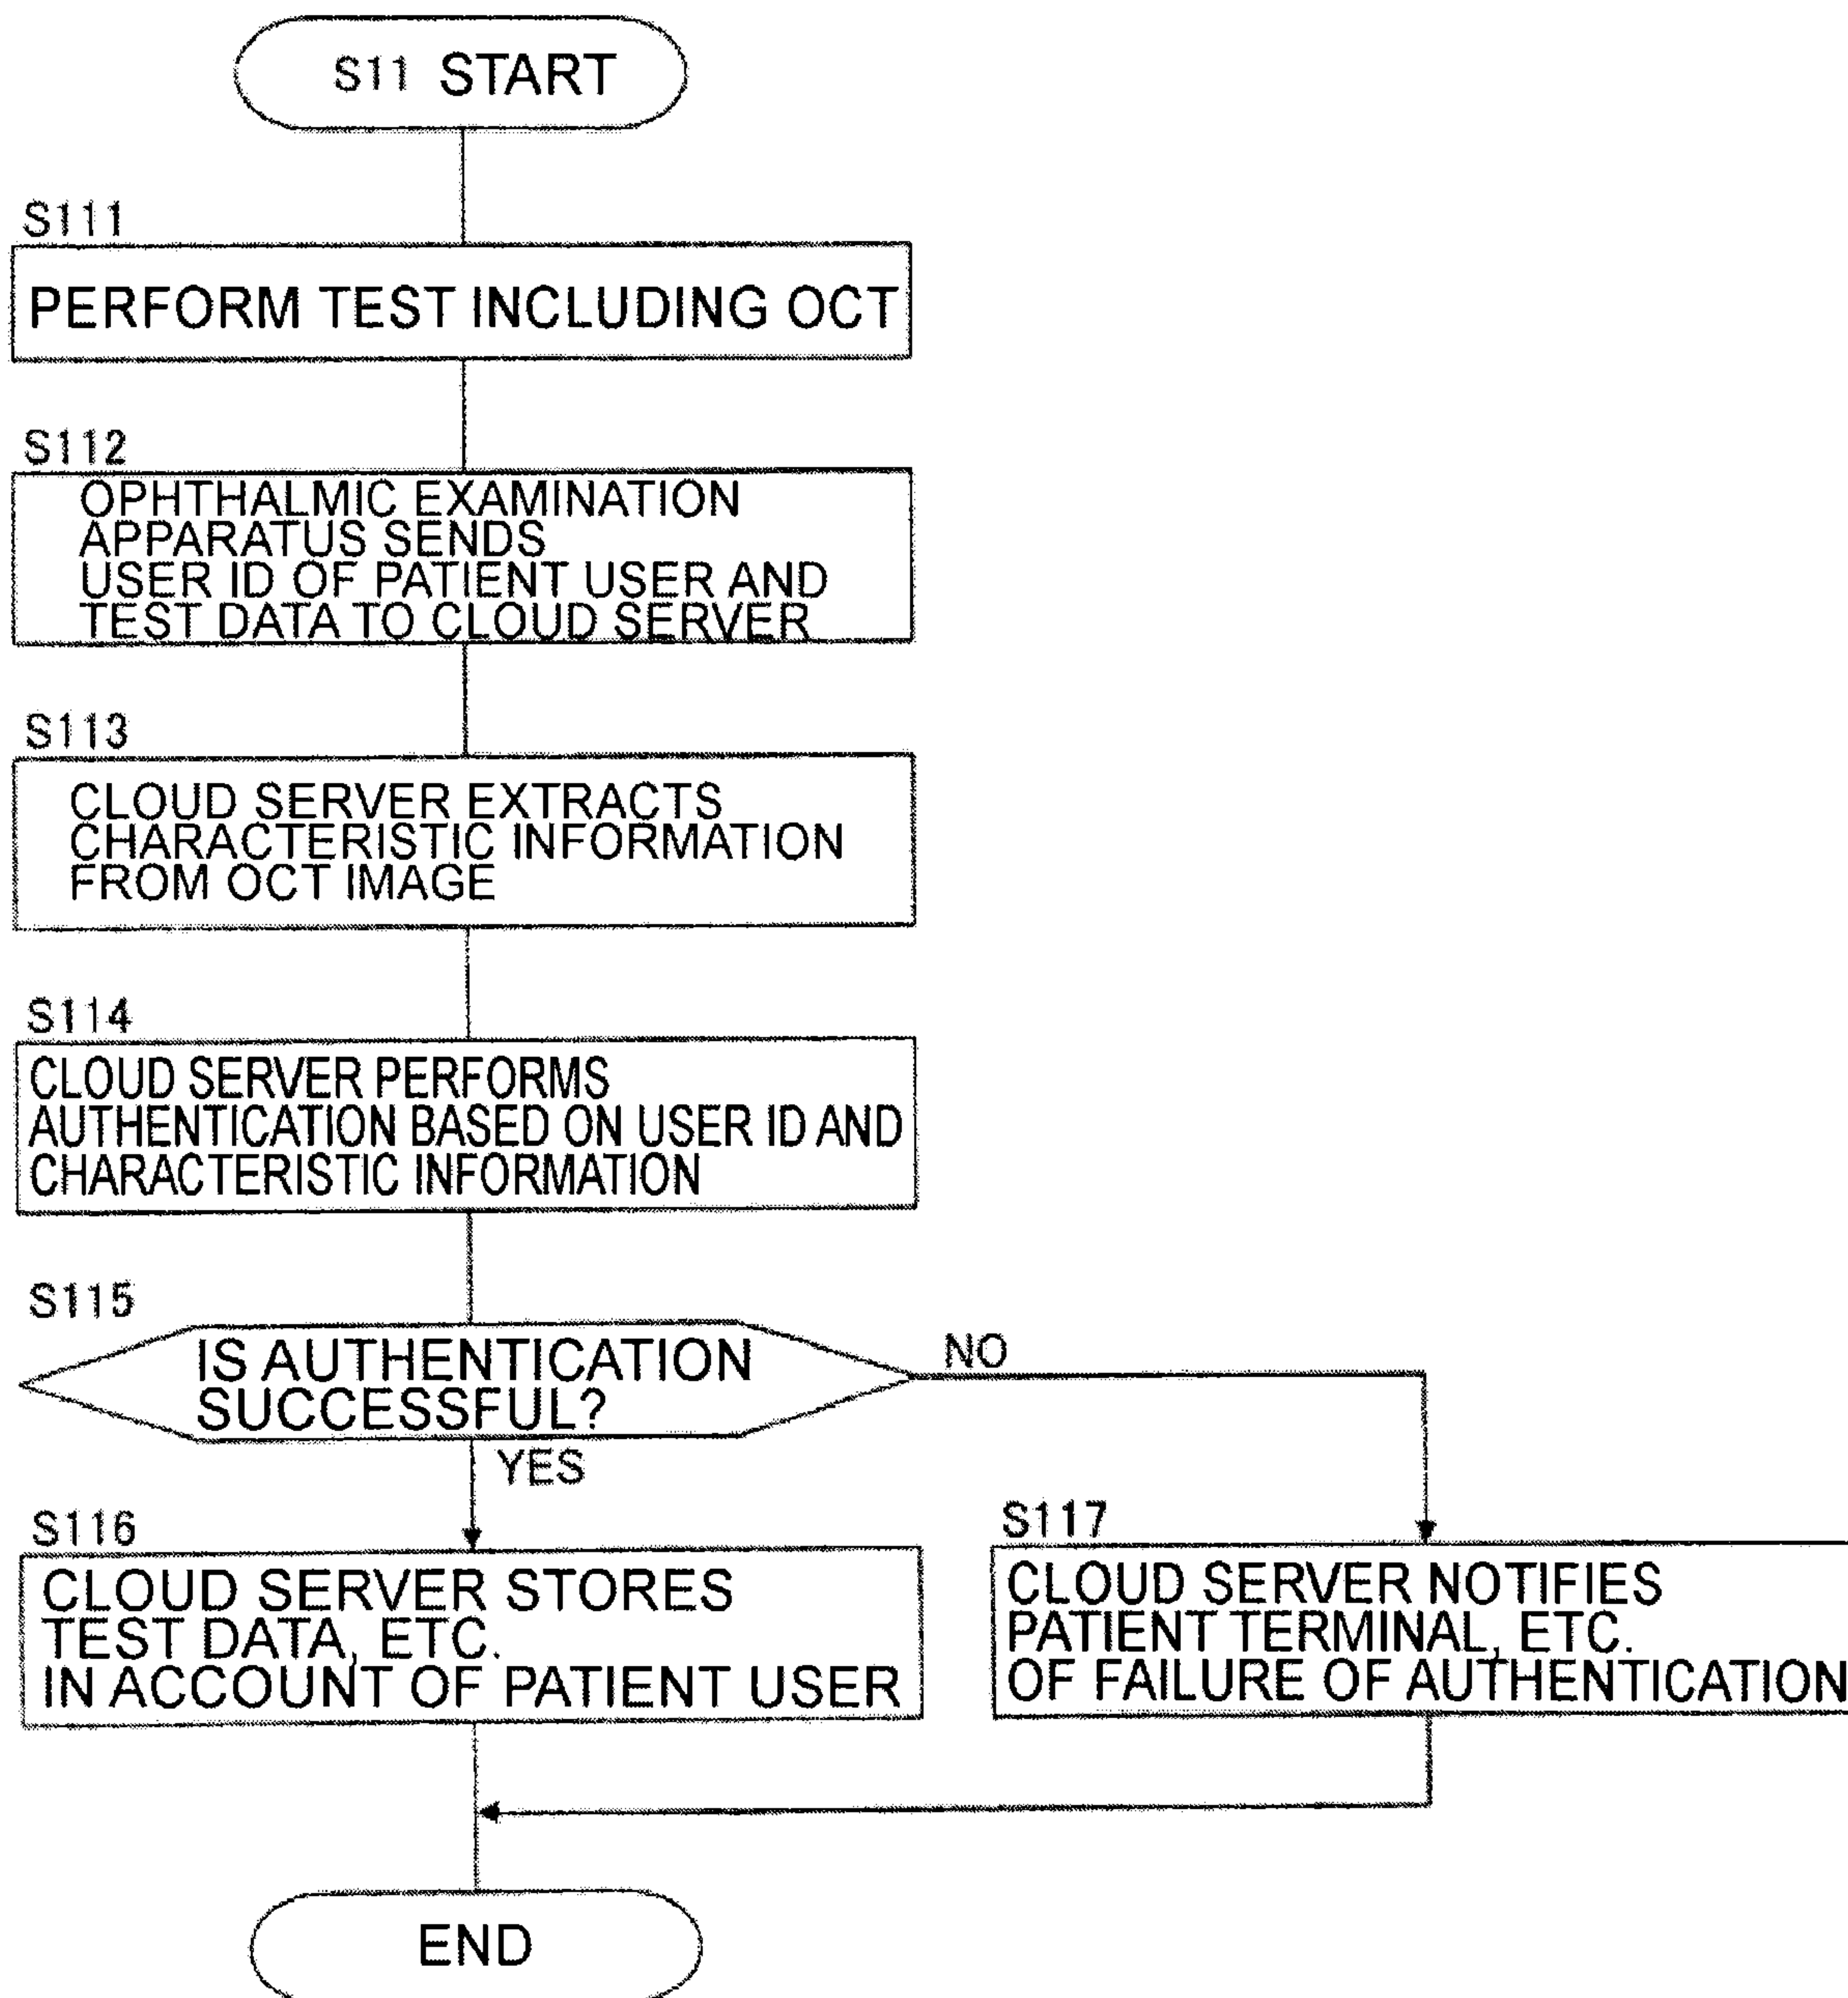 S11 START
S111
PERFORM TEST INCLUDING OCT
S112
OPHTHALMIC EXAMINATION
APPARATUS SENDS
USER ID OF PATIENT USER AND
TEST DATA TO CLOUD SERVER
S113
CLOUD SERVER EXTRACTS
CHARACTERISTIC INFORMATION
FROM OCT IMAGE
S114
CLOUD SERVER PERFORMS
AUTHENTICATION BASED ON USER ID AND
CHARACTERISTIC INFORMATION
S115
IS AUTHENTICATION
SUCCESSFUL?
NO
YES
S116
CLOUD SERVER STORES
TEST DATA, ETC.
IN ACCOUNT OF PATIENT USER
S117
CLOUD SERVER NOTIFIES
PATIENT TERMINAL, ETC.
OF FAILURE OF AUTHENTICATION
END